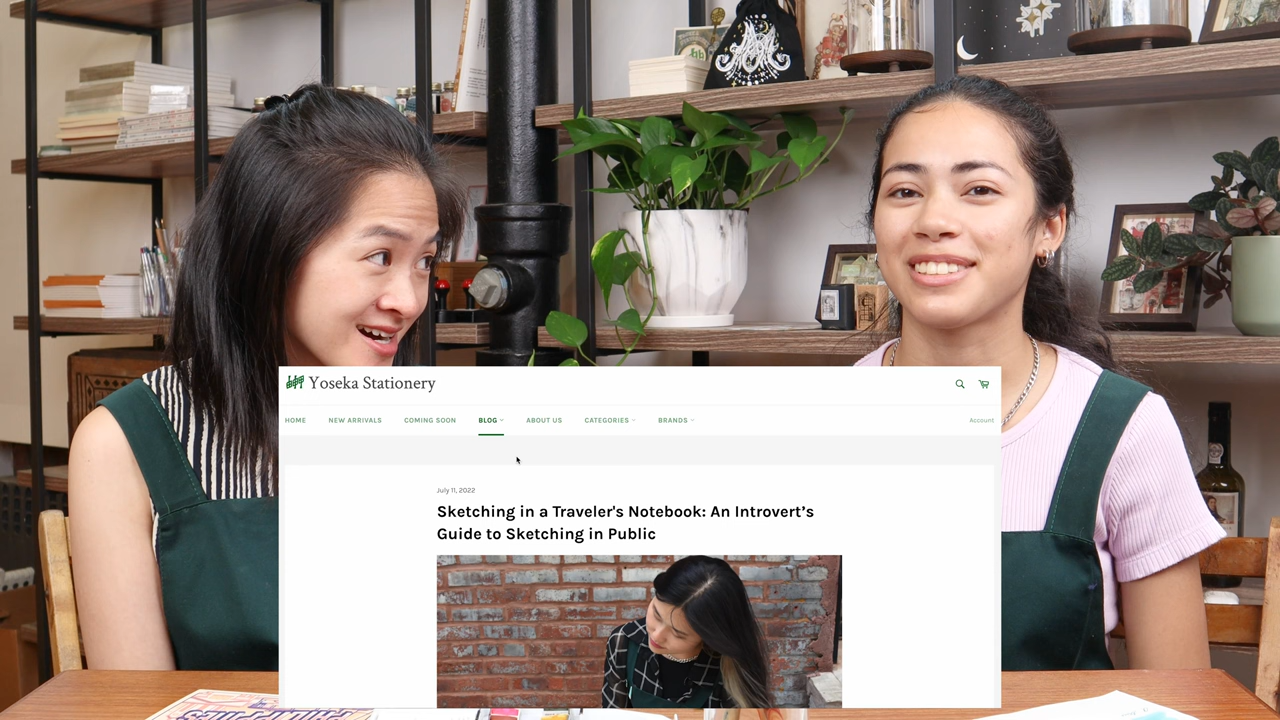 Yoseka Stationery
HOME NEW ARRIVALS COMING SOON BLOG ABOUT US CATEGORIES BRANDS Account
July 11, 2022
Sketching in a Traveler's Notebook: An Introvert’s
Guide to Sketching in Public